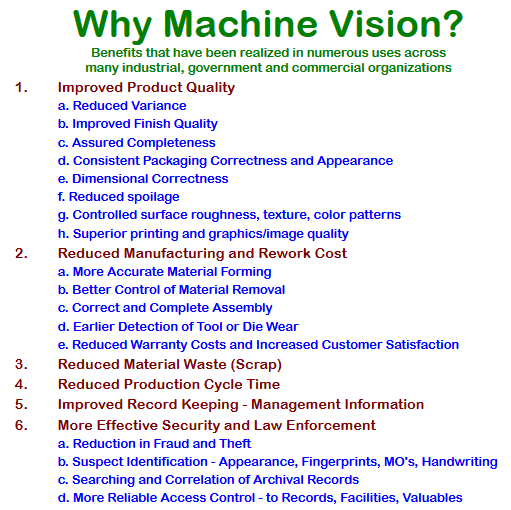 Why Machine Vision?
Benefits that have been realized in numerous uses across
many industrial, government and commercial organizations
1. Improved Product Quality
a. Reduced Variance
b. Improved Finish Quality
c. Assured Completeness
d. Consistent Packaging Correctness and Appearance
e. Dimensional Correctness
f. Reduced spoilage
g. Controlled surface roughness, texture, color patterns
h. Superior printing and graphics/image quality
2. Reduced Manufacturing and Rework Cost
a. More Accurate Material Forming
b. Better Control of Material Removal
c. Correct and Complete Assembly
d. Earlier Detection of Tool or Die Wear
e. Reduced Warranty Costs and Increased Customer Satisfaction
3. Reduced Material Waste (Scrap)
4. Reduced Production Cycle Time
5. Improved Record Keeping - Management Information
6. More Effective Security and Law Enforcement
a. Reduction in Fraud and Theft
b. Suspect Identification - Appearance, Fingerprints, MO's, Handwriting
c. Searching and Correlation of Archival Records
d. More Reliable Access Control - to Records, Facilities, Valuables